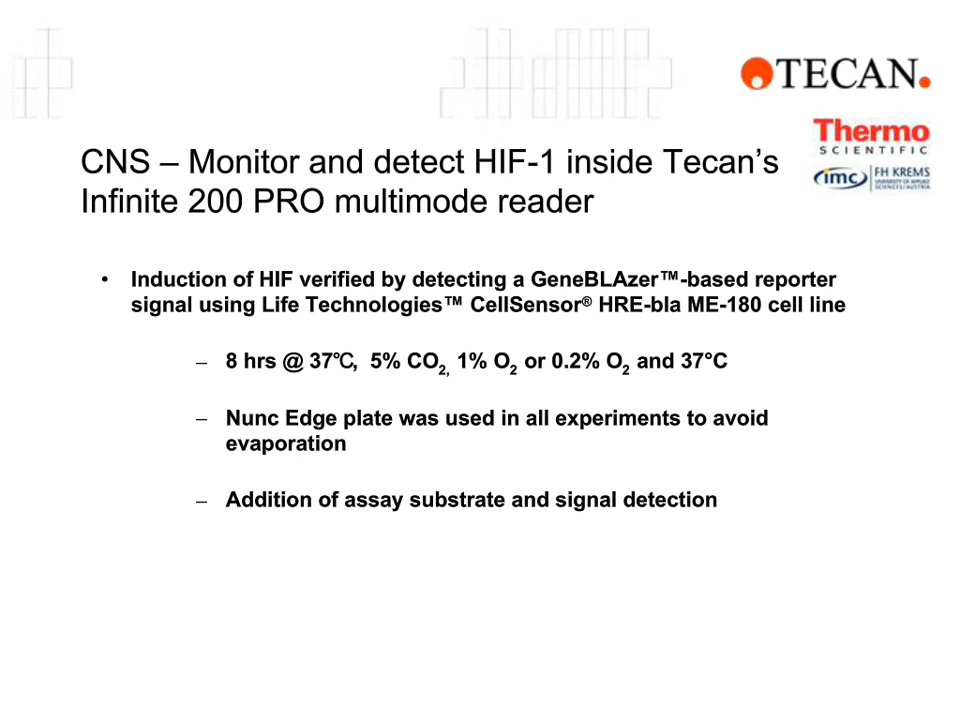 TECAN.
Thermo
SCIENTIFIC
imc FH KREMS
UNIVERSITY OF APPLIED
SCIENCES/AUSTRIA
CNS – Monitor and detect HIF-1 inside Tecan’s
Infinite 200 PRO multimode reader
• Induction of HIF verified by detecting a GeneBLAzer™-based reporter
signal using Life Technologies™ CellSensor® HRE-bla ME-180 cell line
– 8 hrs @ 37℃, 5% CO₂, 1% O₂ or 0.2% O₂ and 37°C
– Nunc Edge plate was used in all experiments to avoid
evaporation
– Addition of assay substrate and signal detection